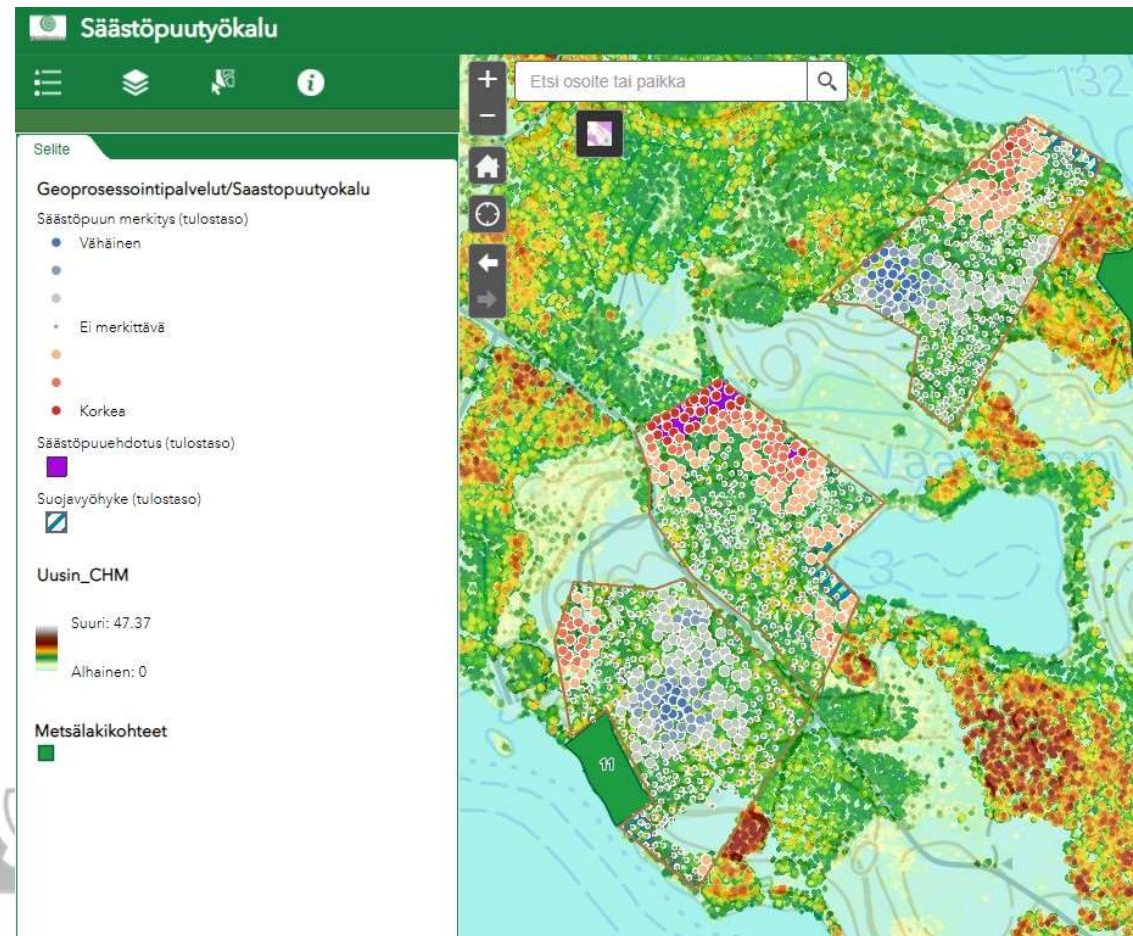 Säästöpuutyökalu
Etsi osoite tai paikka
Selite
Geoprosessointipalvelut/Saastopuutyokalu
Säästöpuun merkitys (tulostaso)
Vähäinen
Ei merkittävä
Korkea
Säästöpuuehdotus (tulostaso)
Suojavyöhyke (tulostaso)
Uusin_CHM
Suuri: 47.37
Alhainen: 0
Metsälakikohteet
132
3
11